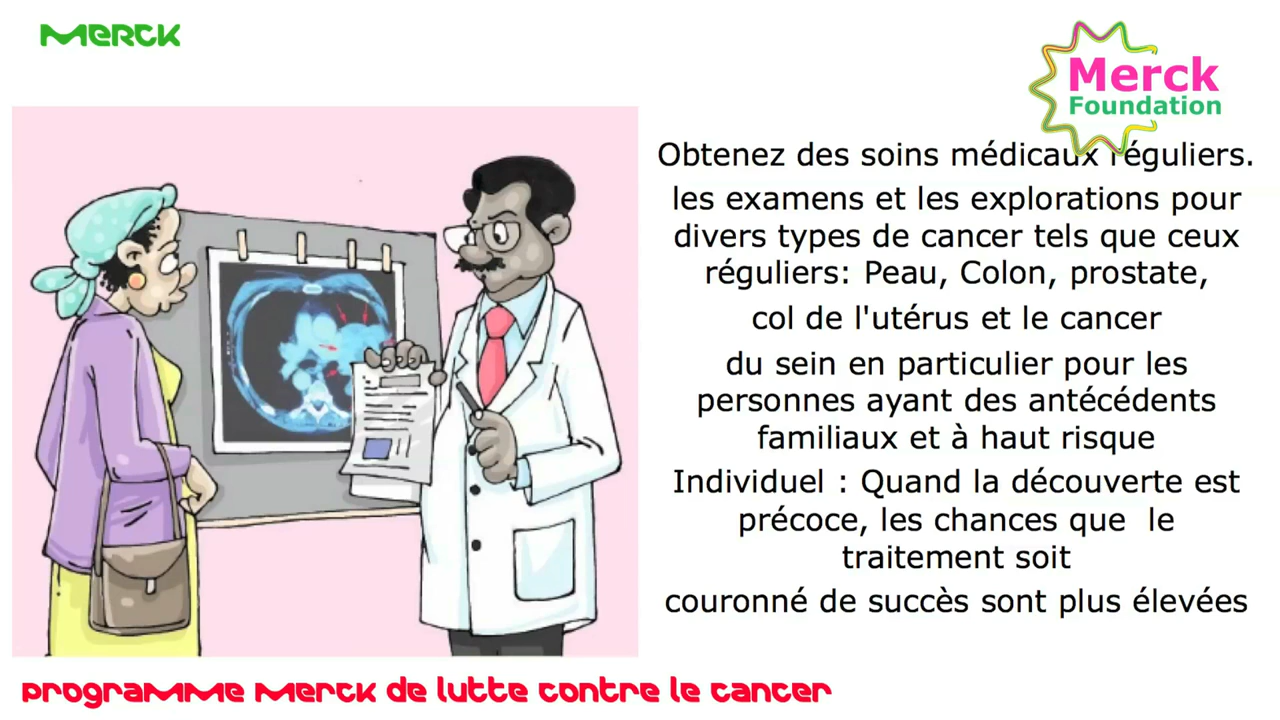 MERCK
Merck
Foundation
Obtenez des soins médicaux réguliers.
les examens et les explorations pour
divers types de cancer tels que ceux
réguliers: Peau, Colon, prostate,
col de l'utérus et le cancer
du sein en particulier pour les
personnes ayant des antécédents
familiaux et à haut risque
Individuel : Quand la découverte est
précoce, les chances que le
traitement soit
couronné de succès sont plus élevées
programme Merck de lutte contre le cancer